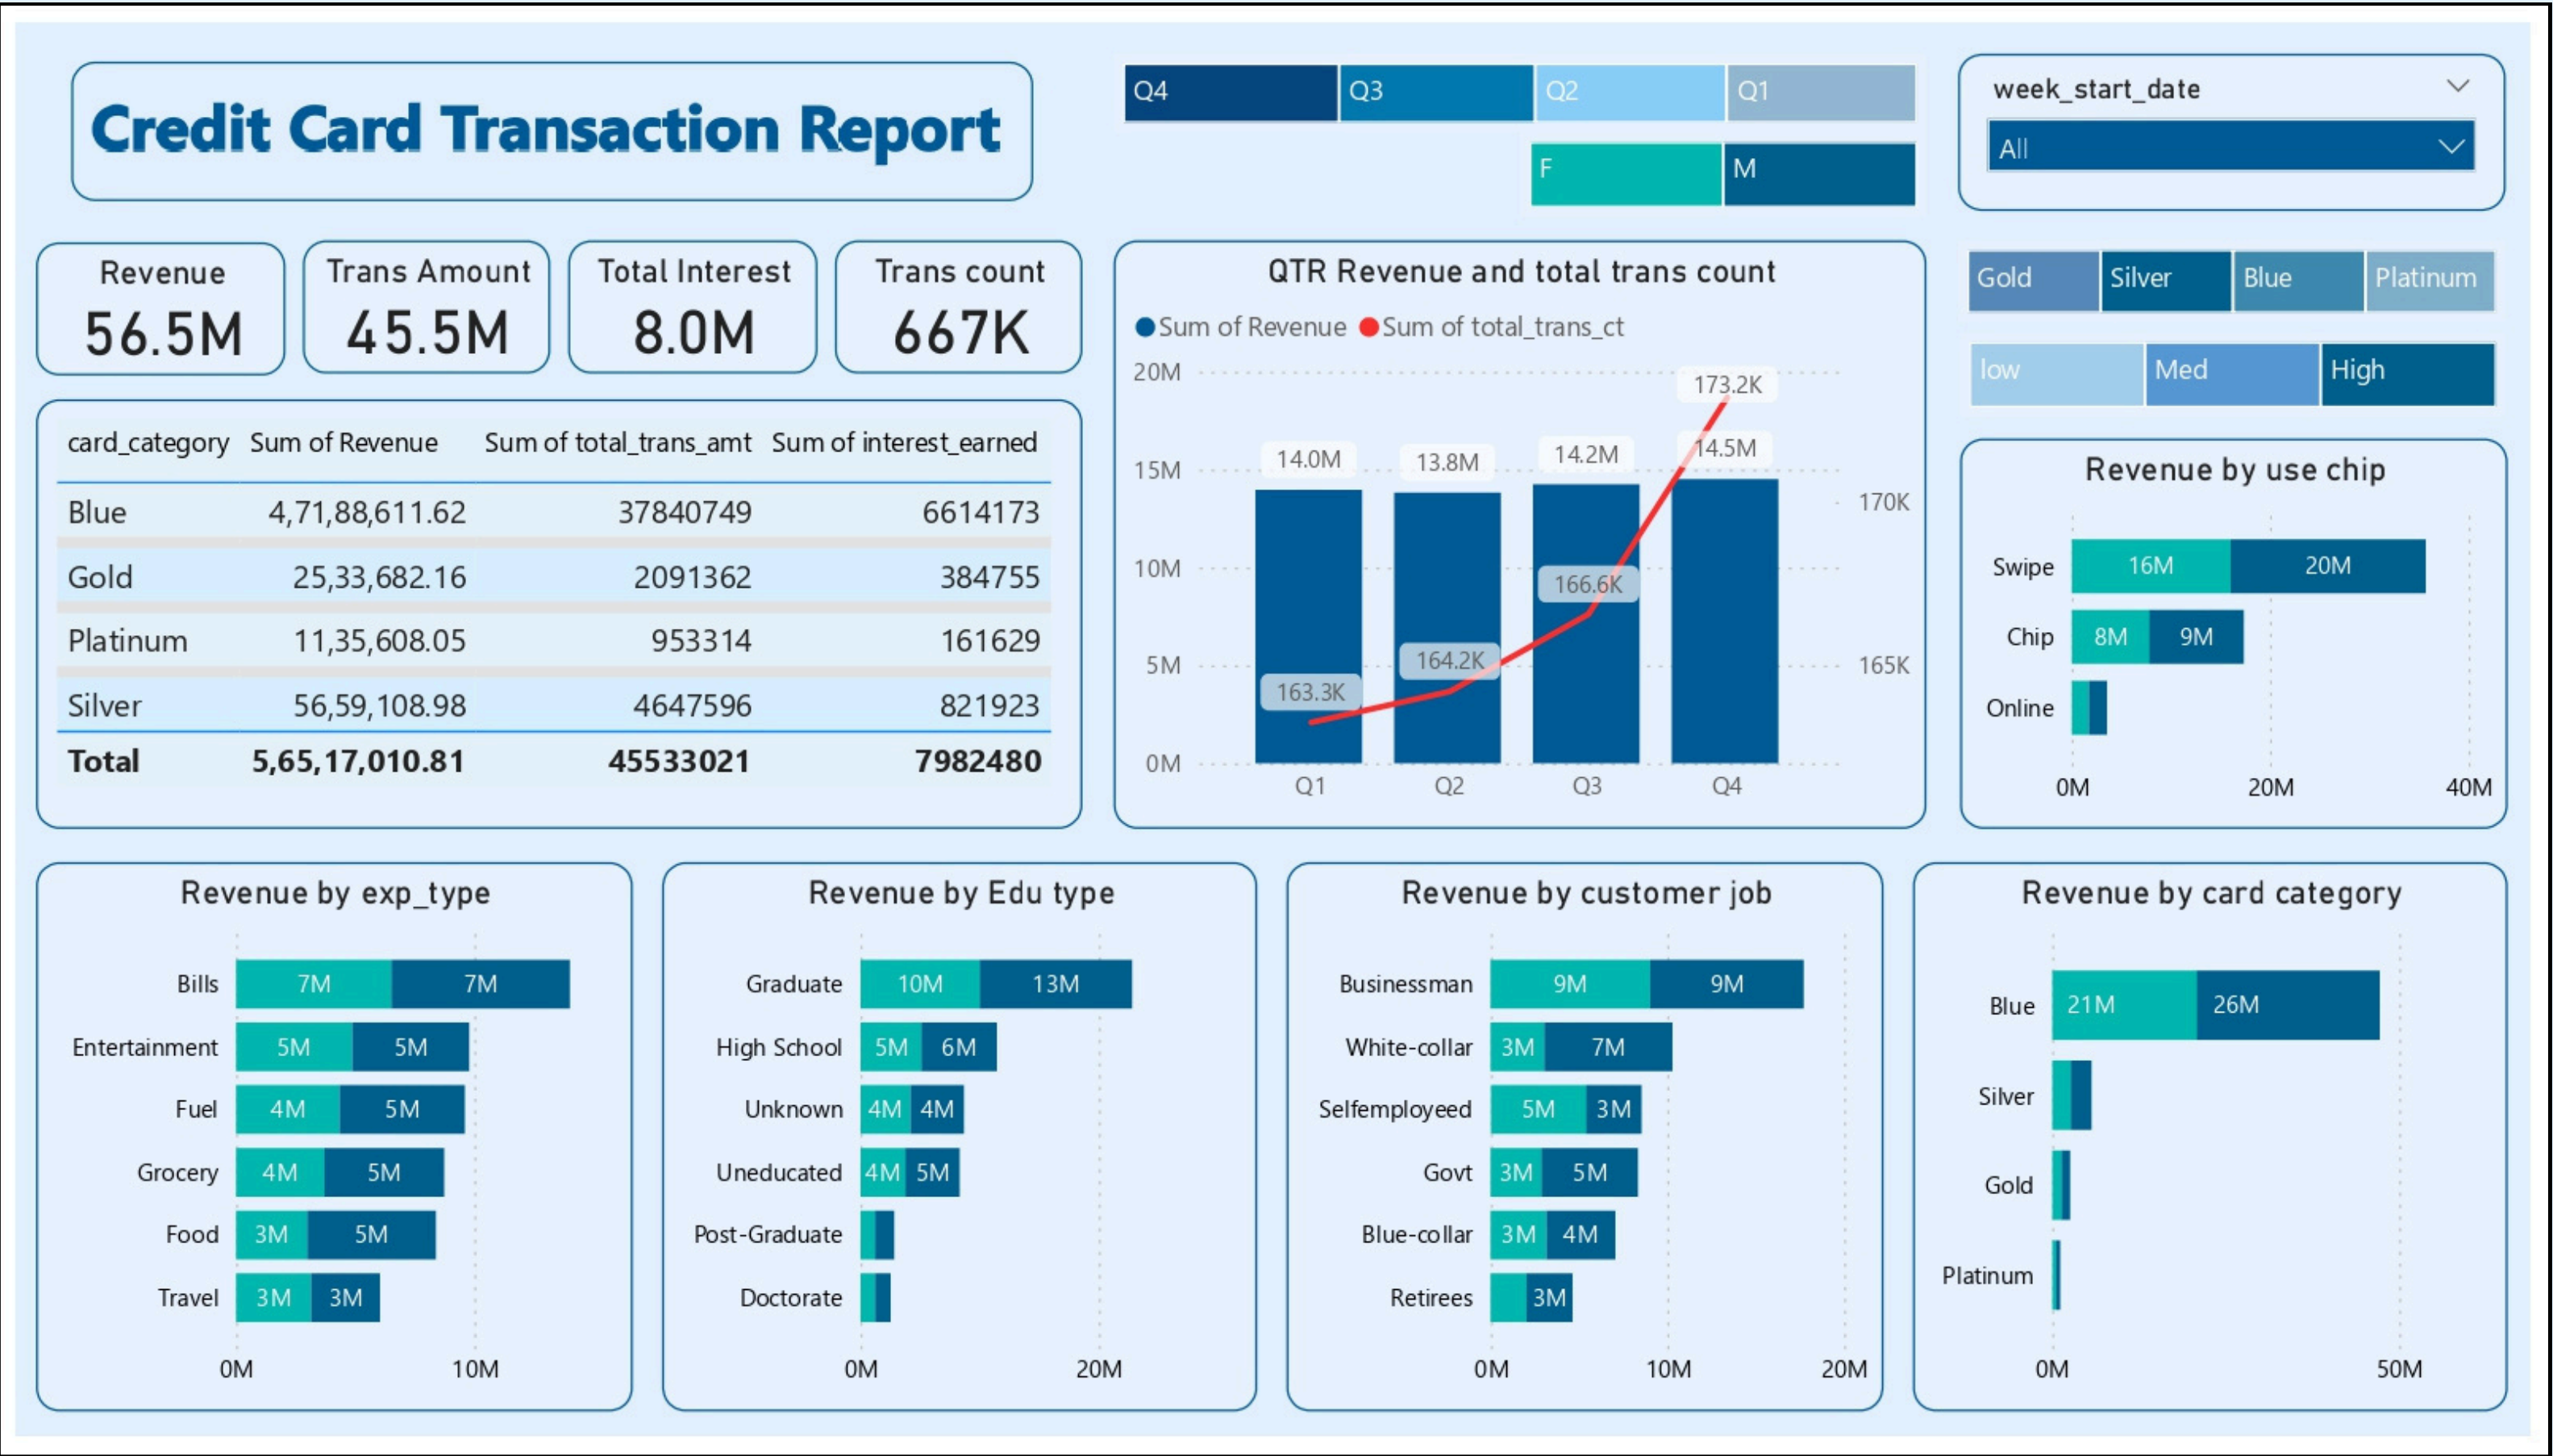 Credit Card Transaction Report
Q4 Q3 Q2 Q1
F M
week_start_date
All
Revenue
56.5M
Trans Amount
45.5M
Total Interest
8.0M
Trans count
667K
card_category Sum of Revenue Sum of total_trans_amt Sum of interest_earned
Blue 4,71,88,611.62 37840749 6614173
Gold 25,33,682.16 2091362 384755
Platinum 11,35,608.05 953314 161629
Silver 56,59,108.98 4647596 821923
Total 5,65,17,010.81 45533021 7982480
QTR Revenue and total trans count
Sum of Revenue Sum of total_trans_ct
20M
173.2K
14.0M 13.8M 14.2M 14.5M
15M
170K
10M
166.6K
164.2K
5M 165K
163.3K
0M
Q1 Q2 Q3 Q4
Gold Silver Blue Platinum
low Med High
Revenue by use chip
Swipe 16M 20M
Chip 8M 9M
Online
0M 20M 40M
Revenue by exp_type
Bills 7M 7M
Entertainment 5M 5M
Fuel 4M 5M
Grocery 4M 5M
Food 3M 5M
Travel 3M 3M
0M 10M
Revenue by Edu type
Graduate 10M 13M
High School 5M 6M
Unknown 4M 4M
Uneducated 4M 5M
Post-Graduate
Doctorate
0M 20M
Revenue by customer job
Businessman 9M 9M
White-collar 3M 7M
Selfemployeed 5M 3M
Govt 3M 5M
Blue-collar 3M 4M
Retirees 3M
0M 10M 20M
Revenue by card category
Blue 21M 26M
Silver
Gold
Platinum
0M 50M